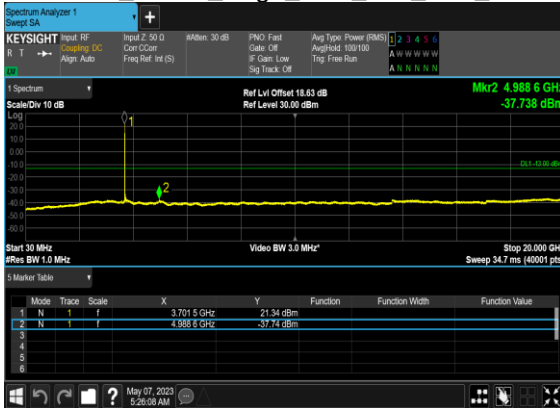 Spectrum Analyzer 1
Swept SA
+
KEYSIGHT Input: RF Input Z: 50 Ω #Atten: 30 dB PNO: Fast Avg Type: Power (RMS) 1 2 3 4 5 6
R T Coupling: DC Corr CCorr Gate: Off Avg|Hold: 100/100 A W W W W W
Align: Auto Freq Ref: Int (S) IF Gain: Low Trig: Free Run
Sig Track: Off A N N N N N
1 Spectrum Ref Lvl Offset 18.63 dB Mkr2 4.988 6 GHz
Scale/Div 10 dB Ref Level 30.00 dBm -37.738 dBm
Log
20.0
10.0
0.00
-10.0
-20.0
-30.0
-40.0
-50.0
-60.0
1
2
DL1 -13.00 dBm
Start 30 MHz Video BW 3.0 MHz* Stop 20.000 GH
#Res BW 1.0 MHz Sweep 34.7 ms (40001 pts
5 Marker Table
Mode Trace Scale X Y Function Function Width Function Value
1 N 1 f 3.701 5 GHz 21.34 dBm
2 N 1 f 4.988 6 GHz -37.74 dBm
3
4
5
6
? May 07, 2023
5:26:08 AM